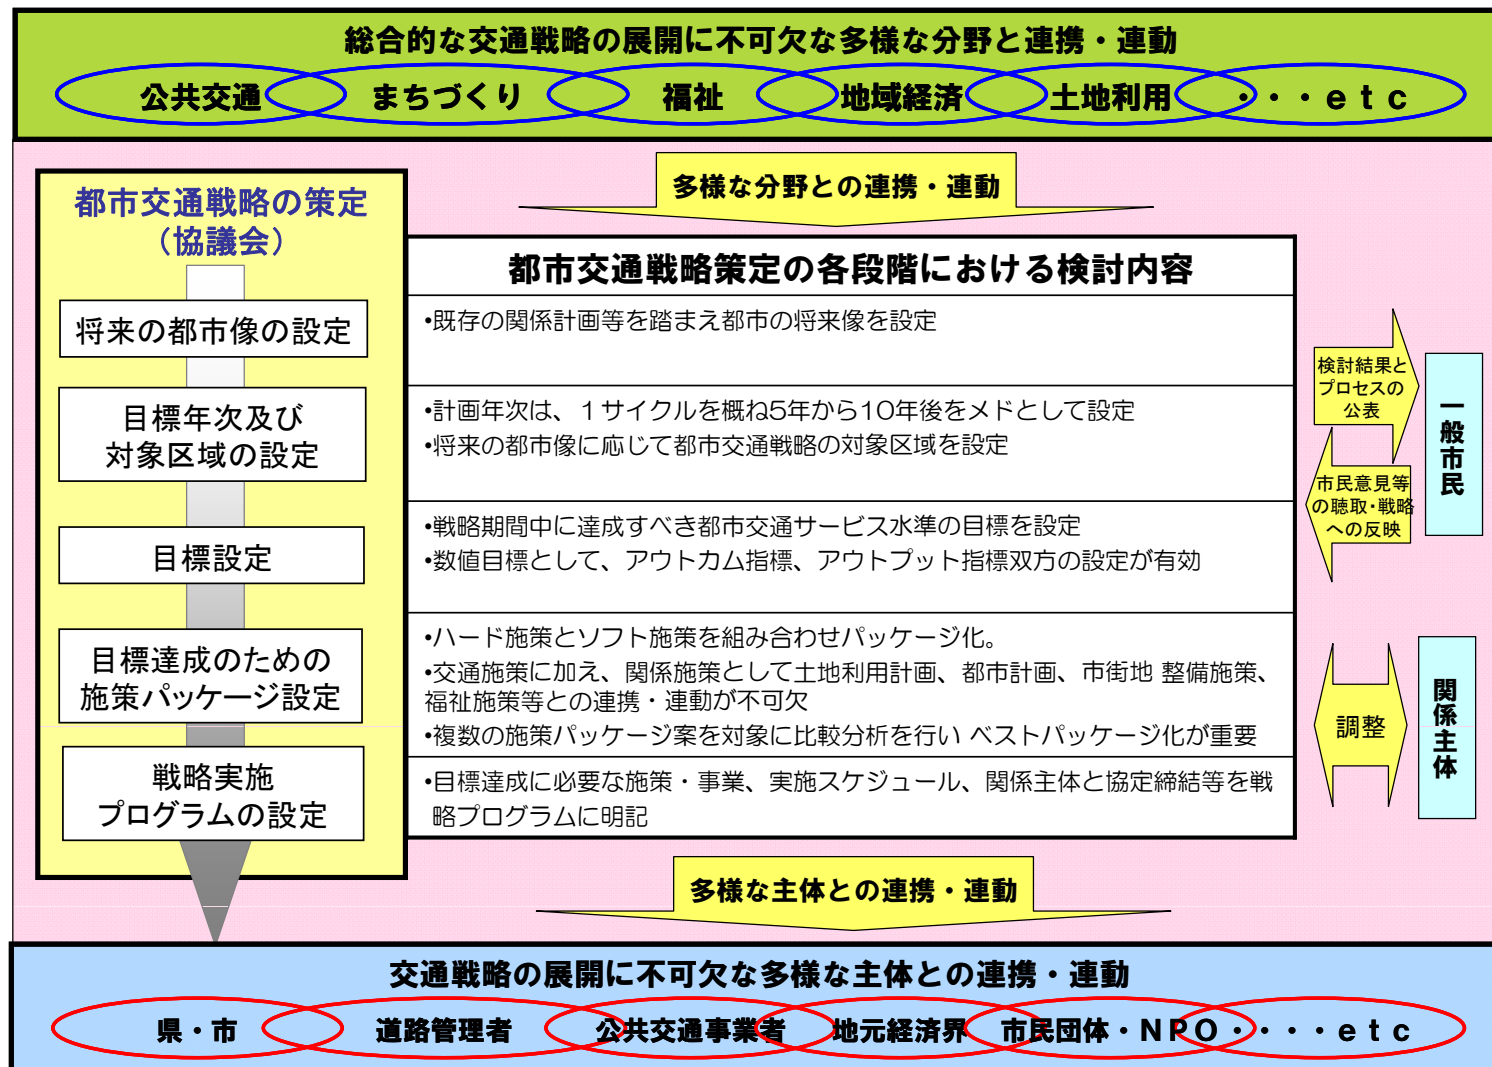 総合的な交通戦略の展開に不可欠な多様な分野と連携・連動
公共交通 まちづくり 福祉 地域経済 土地利用 ・・・ｅｔｃ
多様な分野との連携・連動
都市交通戦略の策定
（協議会）
将来の都市像の設定
目標年次及び
対象区域の設定
目標設定
目標達成のための
施策パッケージ設定
戦略実施
プログラムの設定
都市交通戦略策定の各段階における検討内容
•既存の関係計画等を踏まえ都市の将来像を設定
•計画年次は、１サイクルを概ね5年から10年後をメドとして設定
•将来の都市像に応じて都市交通戦略の対象区域を設定
•戦略期間中に達成すべき都市交通サービス水準の目標を設定
•数値目標として、アウトカム指標、アウトプット指標双方の設定が有効
•ハード施策とソフト施策を組み合わせパッケージ化。
•交通施策に加え、関係施策として土地利用計画、都市計画、市街地 整備施策、
福祉施策等との連携・連動が不可欠
•複数の施策パッケージ案を対象に比較分析を行い ベストパッケージ化が重要
•目標達成に必要な施策・事業、実施スケジュール、関係主体と協定締結等を戦
略プログラムに明記
検討結果と
プロセスの
公表
市民意見等
の聴取・戦略
への反映
一般市民
調整
関係主体
多様な主体との連携・連動
交通戦略の展開に不可欠な多様な主体との連携・連動
県・市 道路管理者 公共交通事業者 地元経済界 市民団体・ＮＰＯ・・・・ｅｔｃ